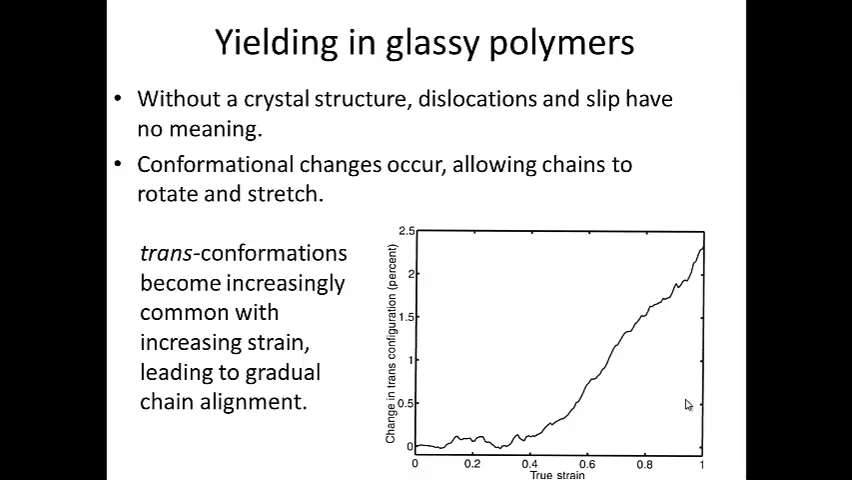 Yielding in glassy polymers
• Without a crystal structure, dislocations and slip have
no meaning.
• Conformational changes occur, allowing chains to
rotate and stretch.
trans-conformations
become increasingly
common with
increasing strain,
leading to gradual
chain alignment.
Change in trans configuration (percent)
2.5
2
1.5
1
0.5
0
0 0.2 0.4 0.6 0.8 1
True strain